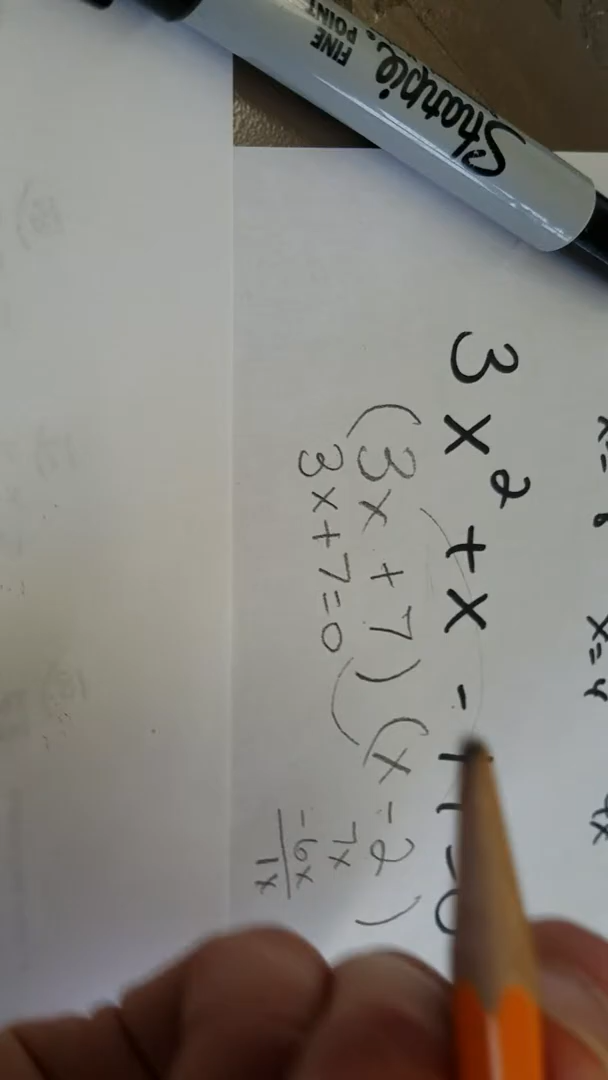 Sharpie.
FINE POINT
x=4
3x² + x -
(3x + 7) (x - 2)
3x+7=0
7x
-6x
1x